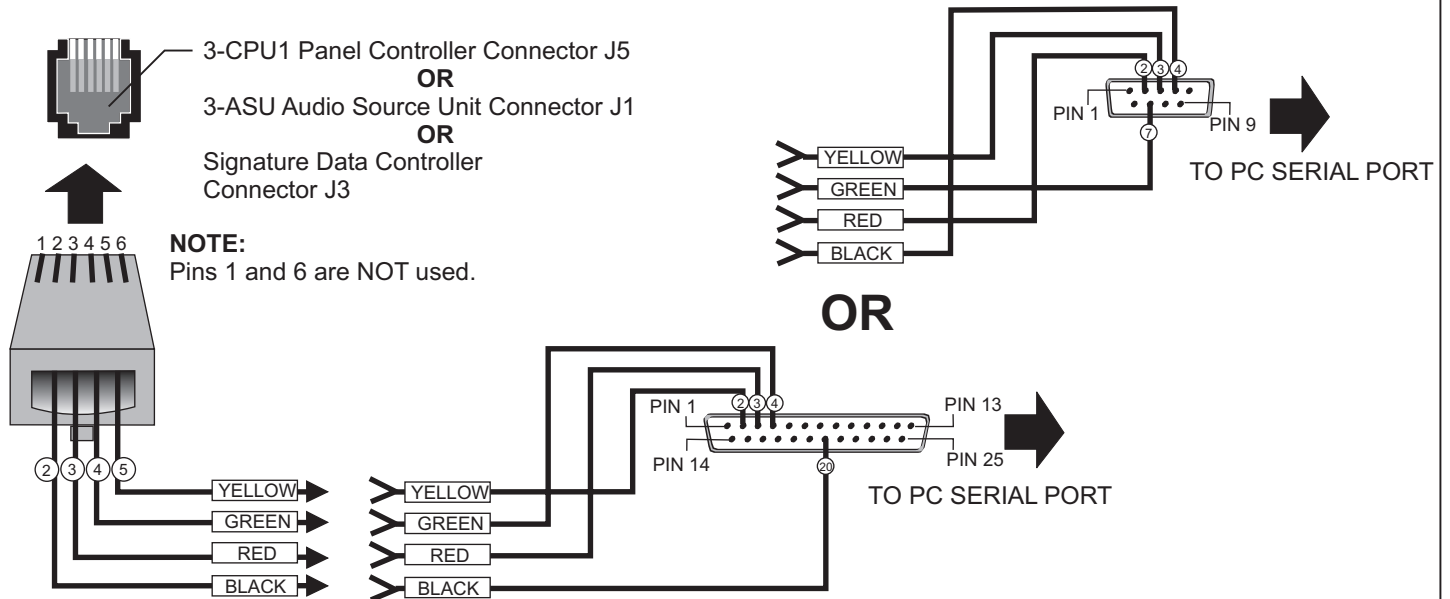 3-CPU1 Panel Controller Connector J5
OR
3-ASU Audio Source Unit Connector J1
OR
Signature Data Controller
Connector J3
1 2 3 4 5 6
NOTE:
Pins 1 and 6 are NOT used.
2 3 4 5
YELLOW
GREEN
RED
BLACK
2 3 4
PIN 1
PIN 9
7
YELLOW
GREEN
RED
BLACK
TO PC SERIAL PORT
OR
2 3 4
PIN 1
PIN 13
PIN 14
PIN 25
20
YELLOW
GREEN
RED
BLACK
TO PC SERIAL PORT